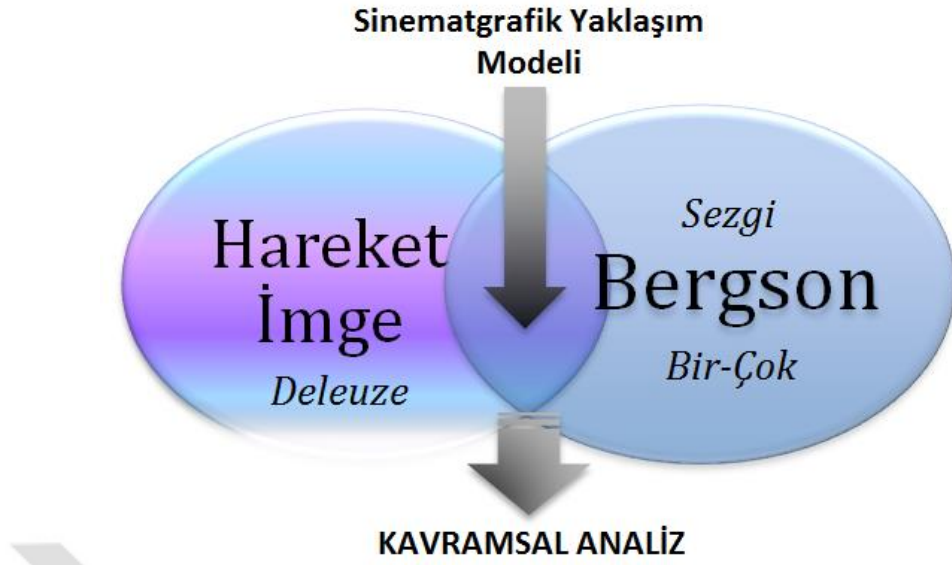 Sinematgrafik Yaklaşım
Modeli
Hareket
İmge
Deleuze
Sezgi
Bergson
Bir-Çok
KAVRAMSAL ANALİZ